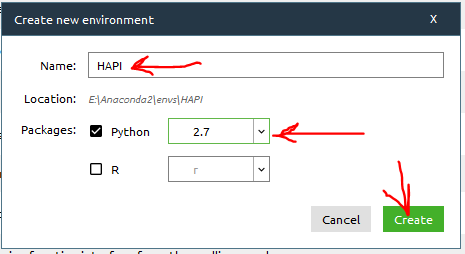 Create new environment X
Name: HAPI
Location: E:\Anaconda2\envs\HAPI
Packages: Python 2.7
R r
Cancel Create